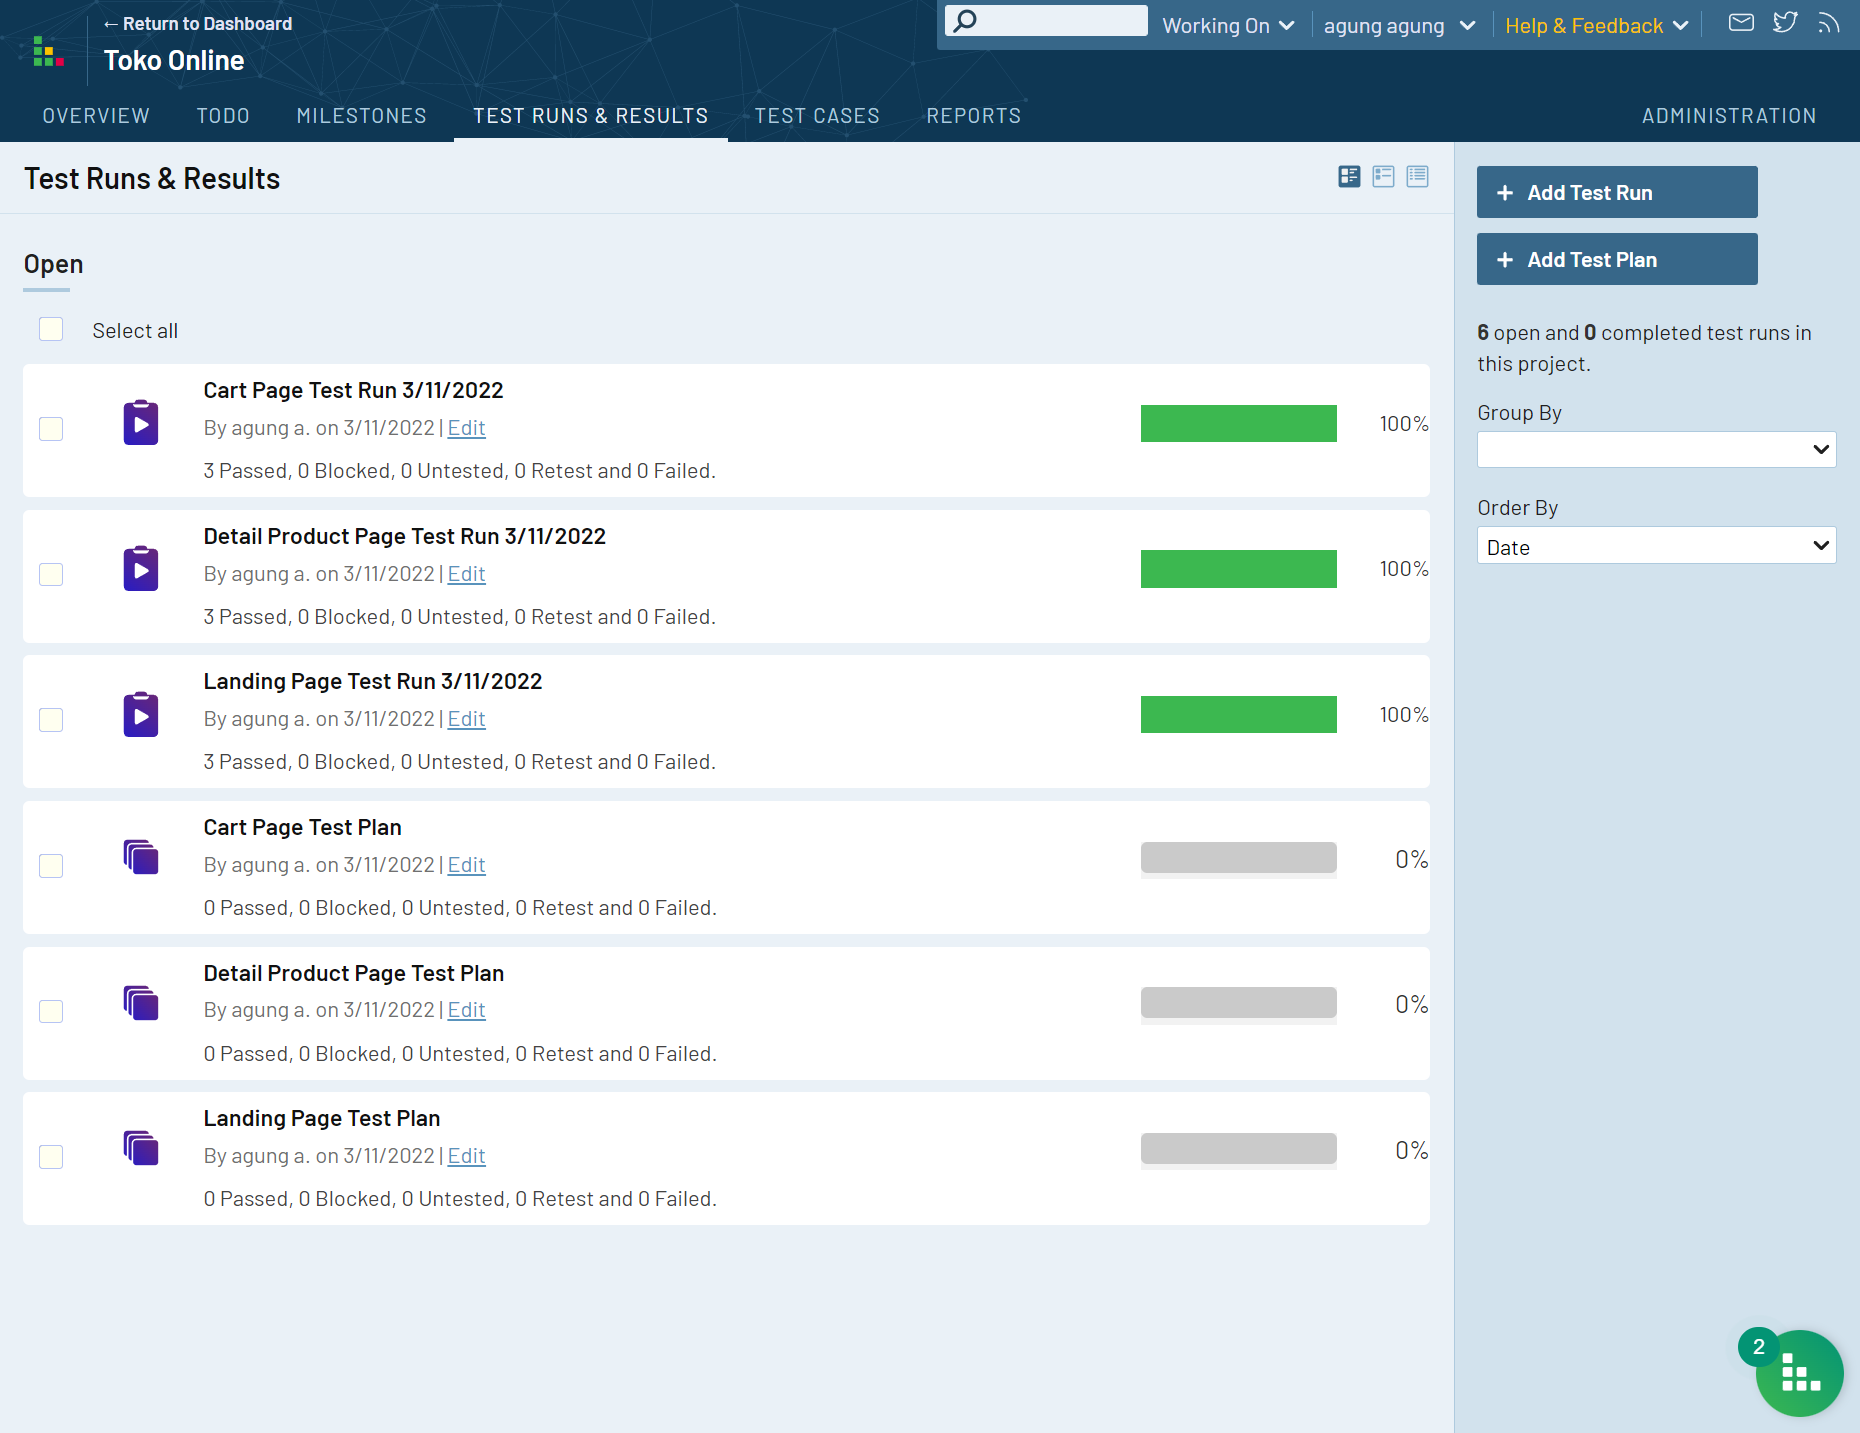 ← Return to Dashboard
Toko Online
Working On
agung agung
Help & Feedback
OVERVIEW TODO MILESTONES TEST RUNS & RESULTS TEST CASES REPORTS ADMINISTRATION
Test Runs & Results
Open
Select all
Cart Page Test Run 3/11/2022
By agung a. on 3/11/2022 | Edit
3 Passed, 0 Blocked, 0 Untested, 0 Retest and 0 Failed.
100%
Detail Product Page Test Run 3/11/2022
By agung a. on 3/11/2022 | Edit
3 Passed, 0 Blocked, 0 Untested, 0 Retest and 0 Failed.
100%
Landing Page Test Run 3/11/2022
By agung a. on 3/11/2022 | Edit
3 Passed, 0 Blocked, 0 Untested, 0 Retest and 0 Failed.
100%
Cart Page Test Plan
By agung a. on 3/11/2022 | Edit
0 Passed, 0 Blocked, 0 Untested, 0 Retest and 0 Failed.
0%
Detail Product Page Test Plan
By agung a. on 3/11/2022 | Edit
0 Passed, 0 Blocked, 0 Untested, 0 Retest and 0 Failed.
0%
Landing Page Test Plan
By agung a. on 3/11/2022 | Edit
0 Passed, 0 Blocked, 0 Untested, 0 Retest and 0 Failed.
0%
+ Add Test Run
+ Add Test Plan
6 open and 0 completed test runs in
this project.
Group By
Order By
Date
2